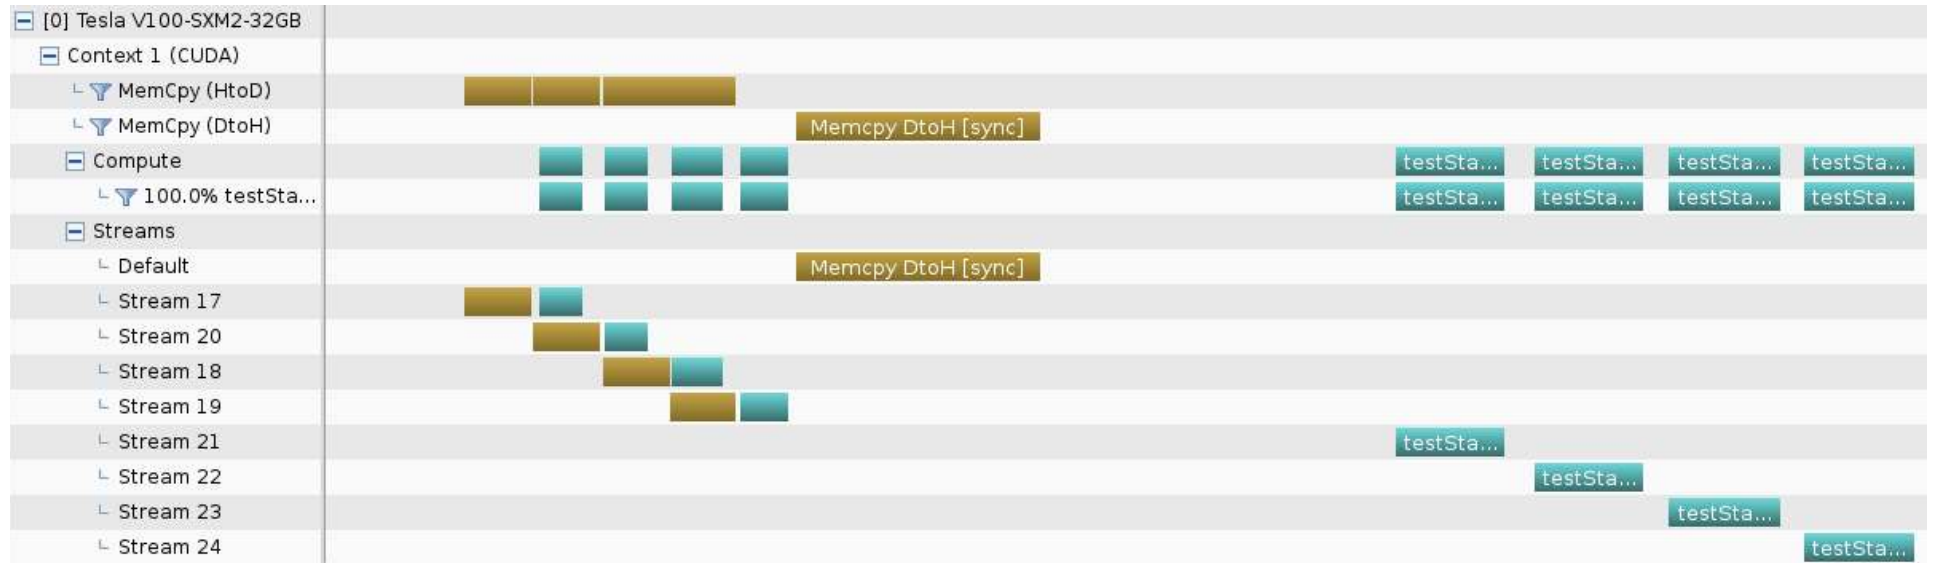 [0] Tesla V100-SXM2-32GB
Context 1 (CUDA)
MemCpy (HtoD)
MemCpy (DtoH)
Memcpy DtoH [sync]
Compute
testSta... testSta... testSta... testSta...
100.0% testSta...
testSta... testSta... testSta... testSta...
Streams
Default
Memcpy DtoH [sync]
Stream 17
Stream 20
Stream 18
Stream 19
Stream 21
testSta...
Stream 22
testSta...
Stream 23
testSta...
Stream 24
testSta...